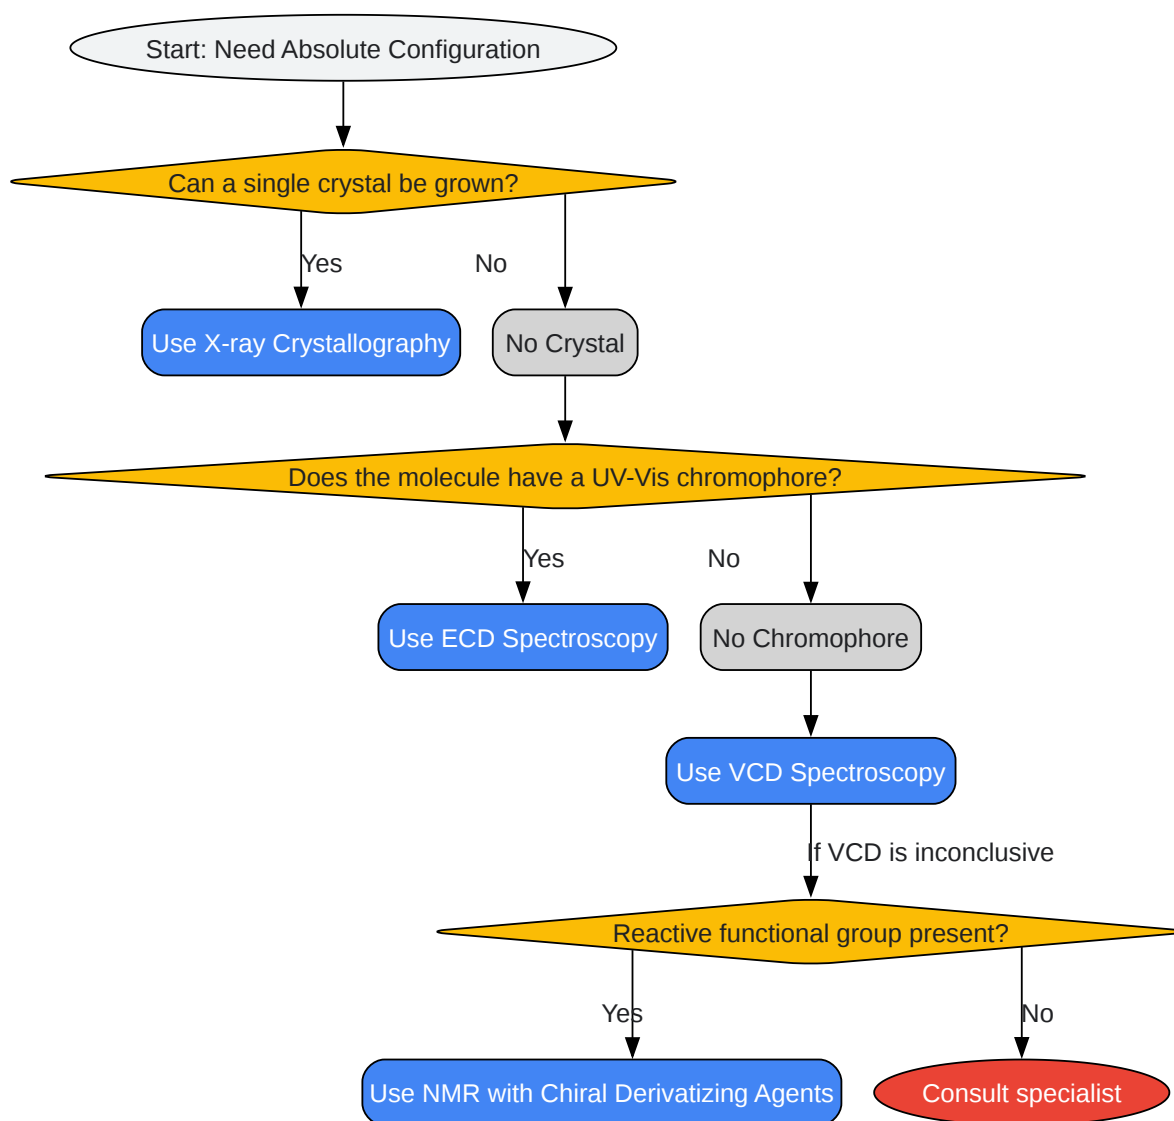 Start: Need Absolute Configuration
Can a single crystal be grown?
Yes
No
Use X-ray Crystallography
No Crystal
Does the molecule have a UV-Vis chromophore?
Yes
No
Use ECD Spectroscopy
No Chromophore
Use VCD Spectroscopy
If VCD is inconclusive
Reactive functional group present?
Yes
No
Use NMR with Chiral Derivatizing Agents
Consult specialist